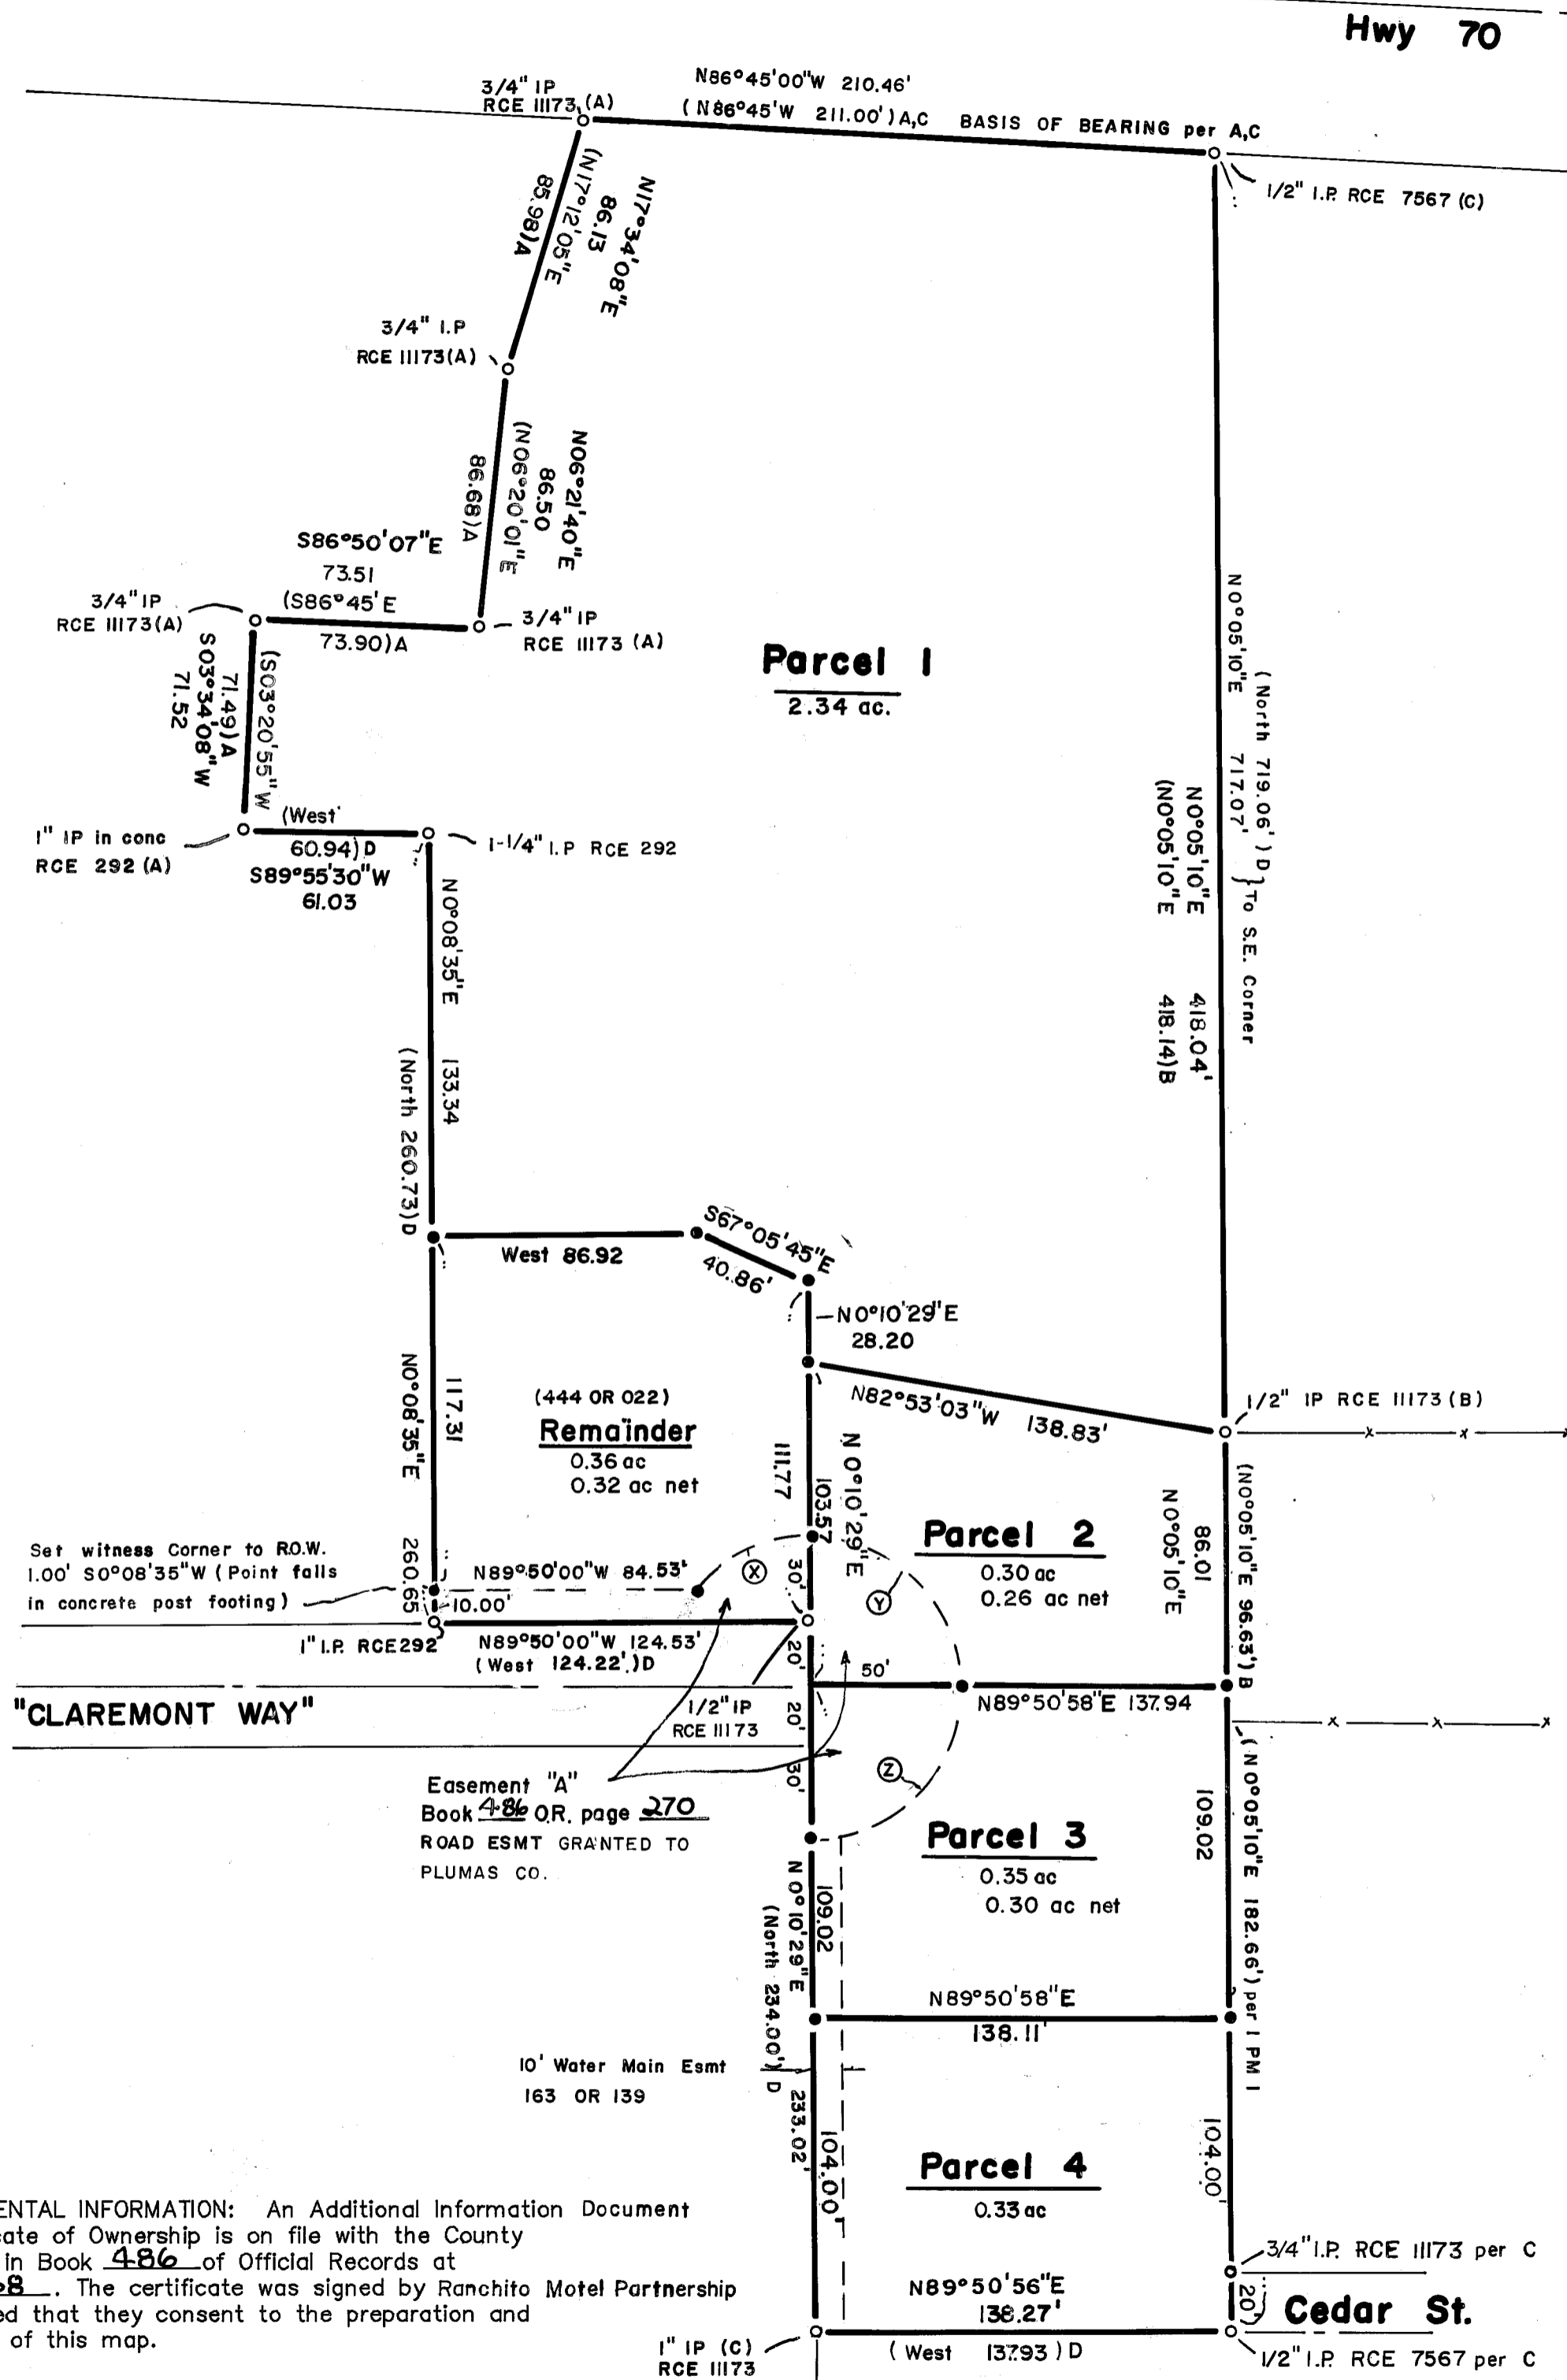 Hwy 70
N86°45'00"W 210.46'
3/4" IP
RCE 11173 (A)
(N86°45'W 211.00')A,C BASIS OF BEARING per A,C
1/2" I.P. RCE 7567 (C)
N17°34'08"E
86.13
(N17°12'05"E
85.98)A
3/4" I.P
RCE 11173(A)
N06°21'40"E
86.50
(N06°20'01"E
86.68)A
S86°50'07"E
73.51
(S86°45'E
73.90)A
3/4" IP
RCE 11173(A)
3/4" IP
RCE 11173 (A)
Parcel 1
2.34 ac.
(S03°20'55"W
71.49)A
S03°34'08"W
71.52
N0°05'10"E 717.07'
(North 719.06')D
}To S.E. Corner
N0°05'10"E 418.04'
(N0°05'10"E 418.14)B
1" IP in conc
RCE 292 (A)
(West
60.94)D
S89°55'30"W
61.03
1-1/4" I.P RCE 292
N0°08'35"E 133.34
(North 260.73)D
West 86.92
S67°05'45"E
40.86'
N0°10'29"E
28.20
N82°53'03"W 138.83'
1/2" IP RCE 11173 (B)
N0°08'35"E 260.65
117.31
(444 OR 022)
Remainder
0.36 ac
0.32 ac net
111.77
103.57
N0°10'29"E
Parcel 2
0.30 ac
0.26 ac net
86.01
N0°05'10"E
(N0°05'10"E 96.63')B
Set witness Corner to R.O.W.
1.00' S0°08'35"W (Point falls
in concrete post footing)
N89°50'00"W 84.53'
10.00'
X
30'
Y
1" I.P. RCE292
N89°50'00"W 124.53'
(West 124.22')D
20'
50'
N89°50'58"E 137.94
"CLAREMONT WAY"
1/2" IP
RCE 11173
20'
30'
Z
Easement "A"
Book 486 O.R. page 270
ROAD ESMT GRANTED TO
PLUMAS CO.
Parcel 3
0.35 ac
0.30 ac net
109.02
(N0°05'10"E 182.66') per 1 PM 1
109.02
N0°10'29"E 233.02'
(North 234.00')D
N89°50'58"E
138.11'
10' Water Main Esmt
163 OR 139
104.00'
104.00'
Parcel 4
0.33 ac
ENTAL INFORMATION: An Additional Information Document
cate of Ownership is on file with the County
in Book 486 of Official Records at
8. The certificate was signed by Ranchito Motel Partnership
ed that they consent to the preparation and
of this map.
3/4" I.P. RCE 11173 per C
N89°50'56"E
138.27'
20'
Cedar St.
1" IP (C)
RCE 11173
(West 137.93)D
1/2" I.P. RCE 7567 per C